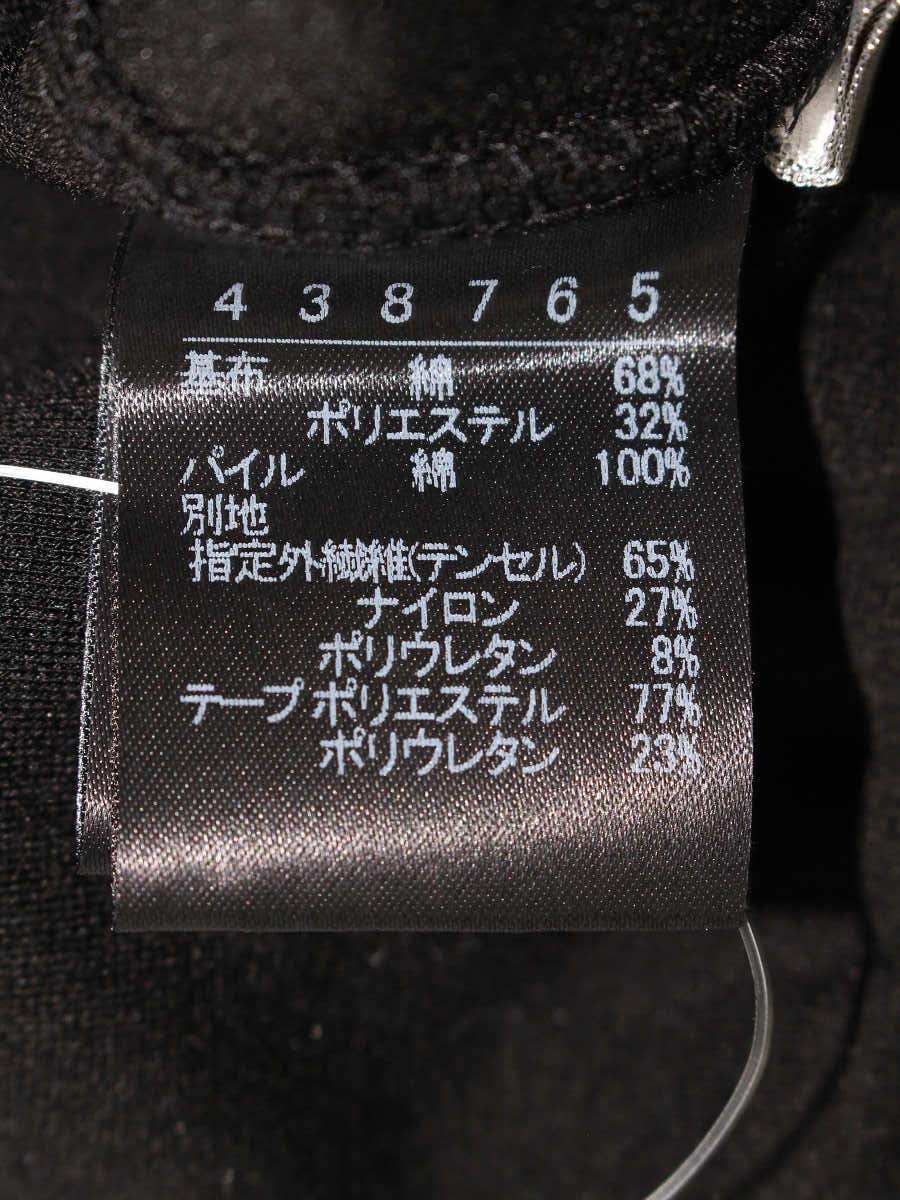 4 3 8 7 6 5
基布 綿 68%
ポリエステル 32%
パイル 綿 100%
別地
指定外繊維(テンセル) 65%
ナイロン 27%
ポリウレタン 8%
テープ ポリエステル 77%
ポリウレタン 23%